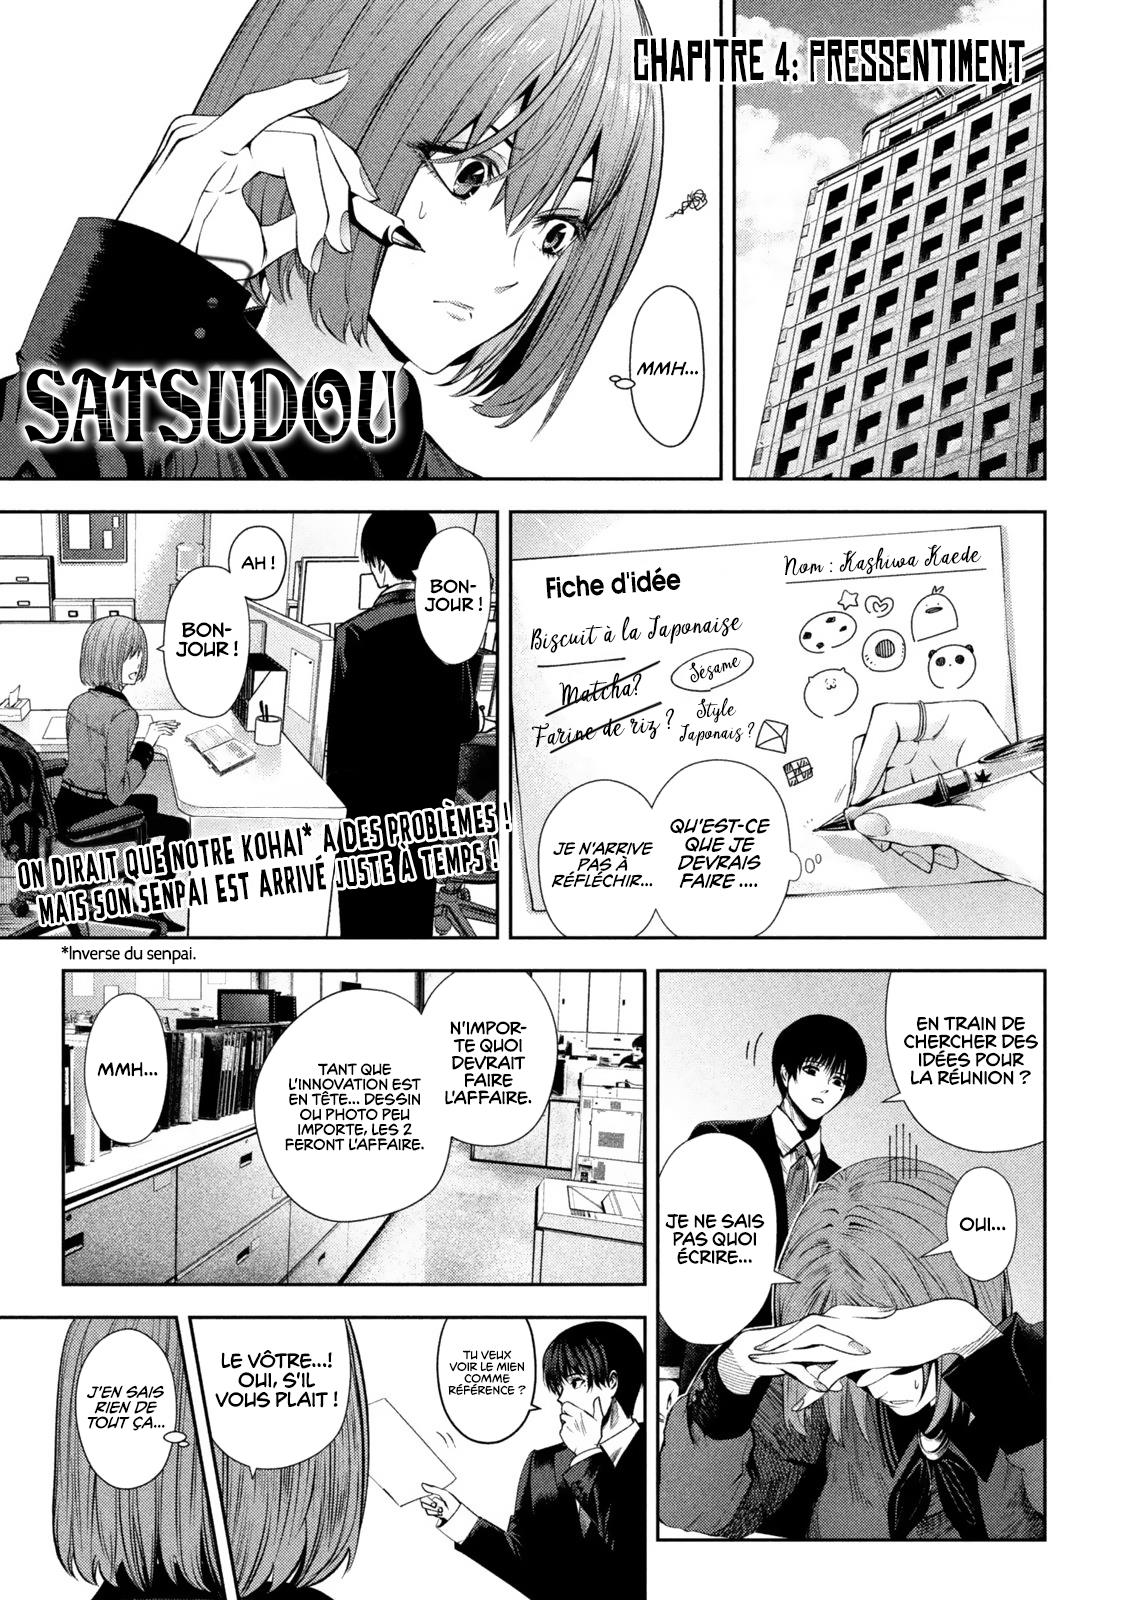 CHAPITRE 4: PRESSENTIMENT
MMH...
SATSUDOU
Fiche d'idée
Nom : Kashiwa Kaede
Biscuit à la Japonaise
Matcha?
Sésame
Farine de riz ?
Style
Japonais ?
QU'EST-CE
QUE JE
DEVRAIS
FAIRE ....
JE N'ARRIVE
PAS À
RÉFLÉCHIR...
BON-
JOUR !
AH !
BON-
JOUR !
ON DIRAIT QUE NOTRE KOHAI* A DES PROBLÈMES !
MAIS SON SENPAI EST ARRIVÉ JUSTE À TEMPS !
*Inverse du senpai.
EN TRAIN DE
CHERCHER DES
IDÉES POUR
LA RÉUNION ?
OUI...
JE NE SAIS
PAS QUOI
ÉCRIRE...
N'IMPOR-
TE QUOI
DEVRAIT
FAIRE
L'AFFAIRE.
TANT QUE
L'INNOVATION EST
EN TÊTE... DESSIN
OU PHOTO PEU
IMPORTE, LES 2
FERONT L'AFFAIRE.
MMH...
TU VEUX
VOIR LE MIEN
COMME
RÉFÉRENCE ?
LE VÔTRE...!
OUI, S'IL
VOUS PLAIT !
J'EN SAIS
RIEN DE
TOUT ÇA...